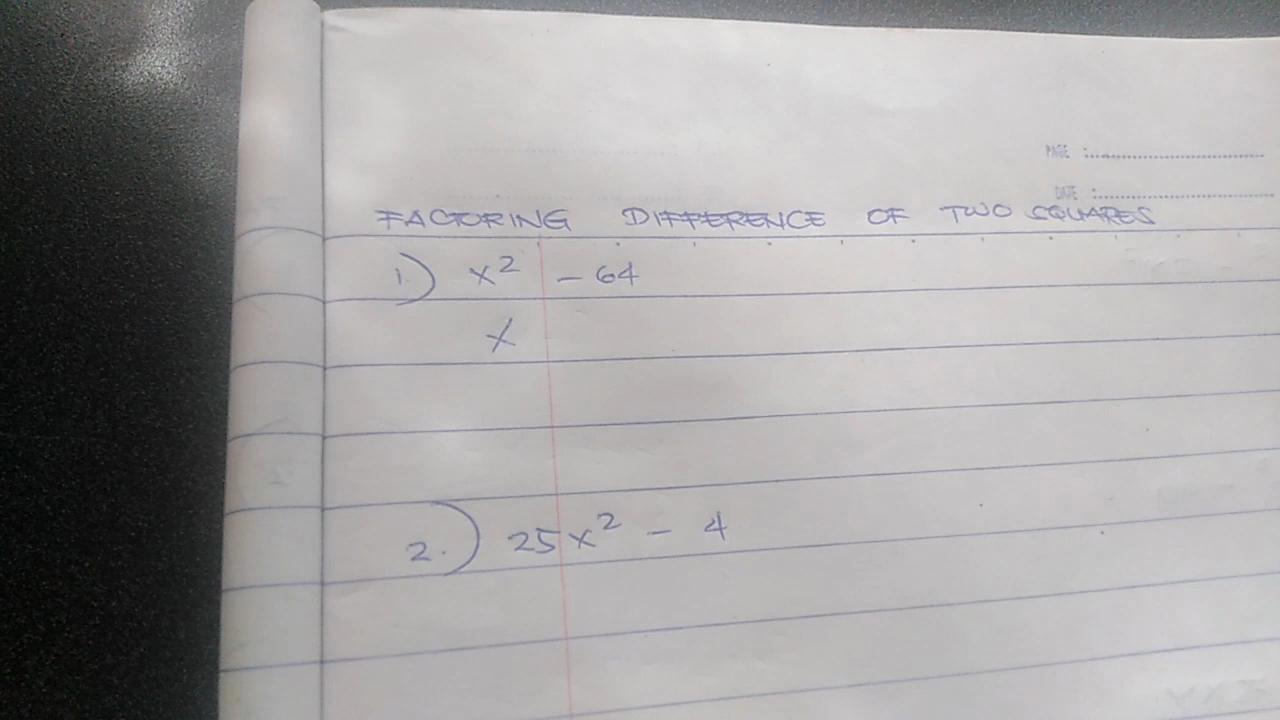 PAGE :........................................
DATE :........................................
FACTORING DIFFERENCE OF TWO SQUARES
1.) x² - 64
x
2.) 25x² - 4